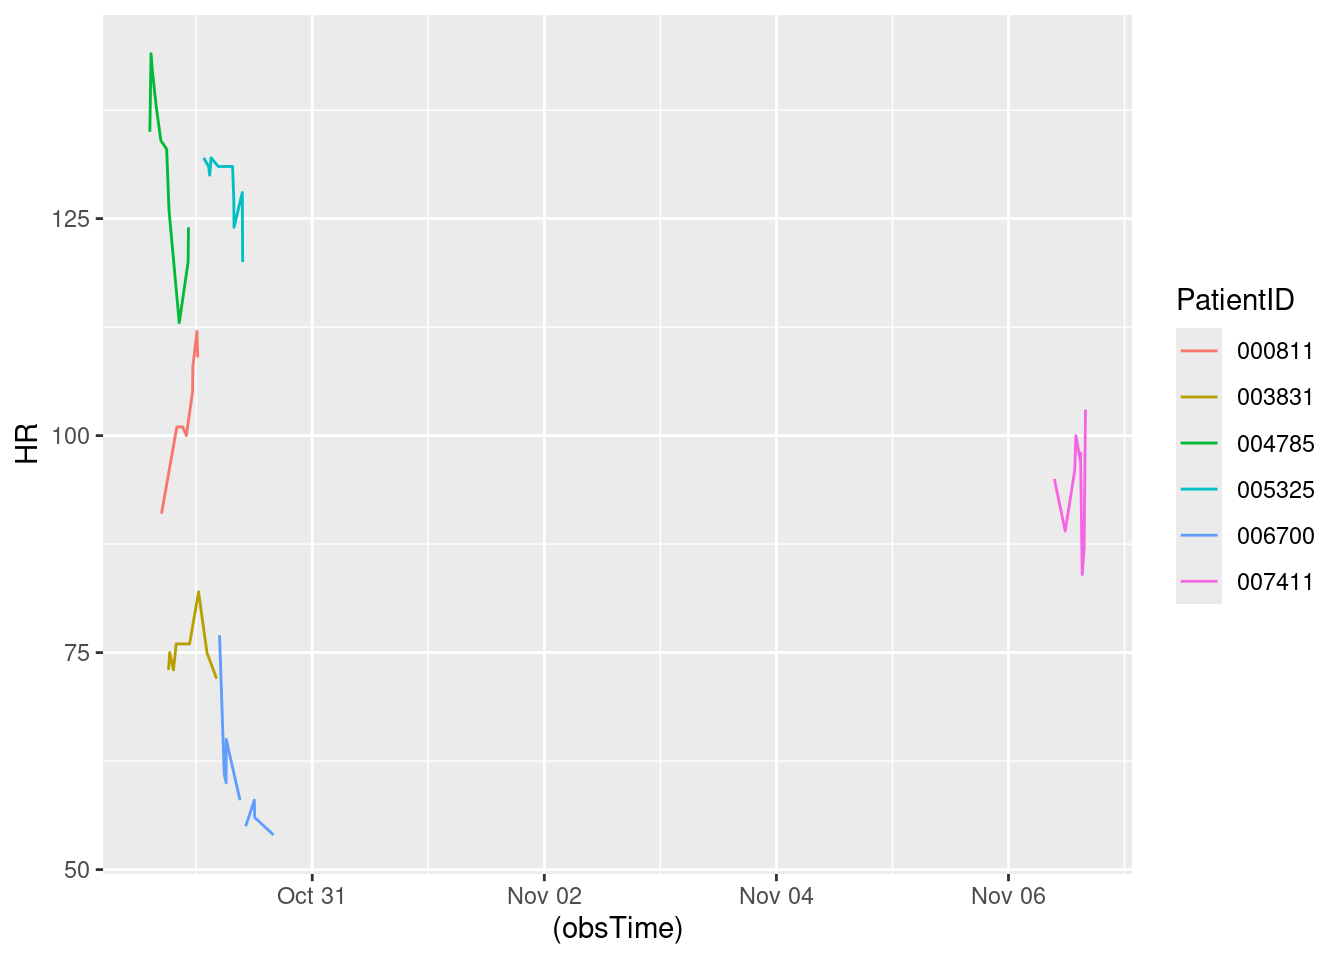 125
100
75
50
HR
Oct 31
Nov 02
Nov 04
Nov 06
(obsTime)
PatientID
000811
003831
004785
005325
006700
007411